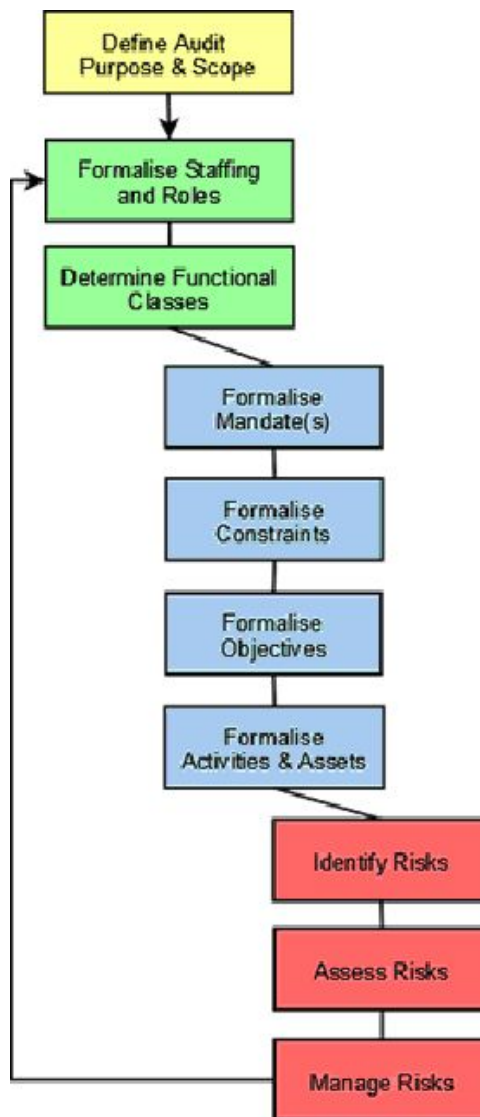 Define Audit
Purpose & Scope
Formalise Staffing
and Roles
Determine Functional
Classes
Formalise
Mandate(s)
Formalise
Constraints
Formalise
Objectives
Formalise
Activities & Assets
Identify Risks
Assess Risks
Manage Risks